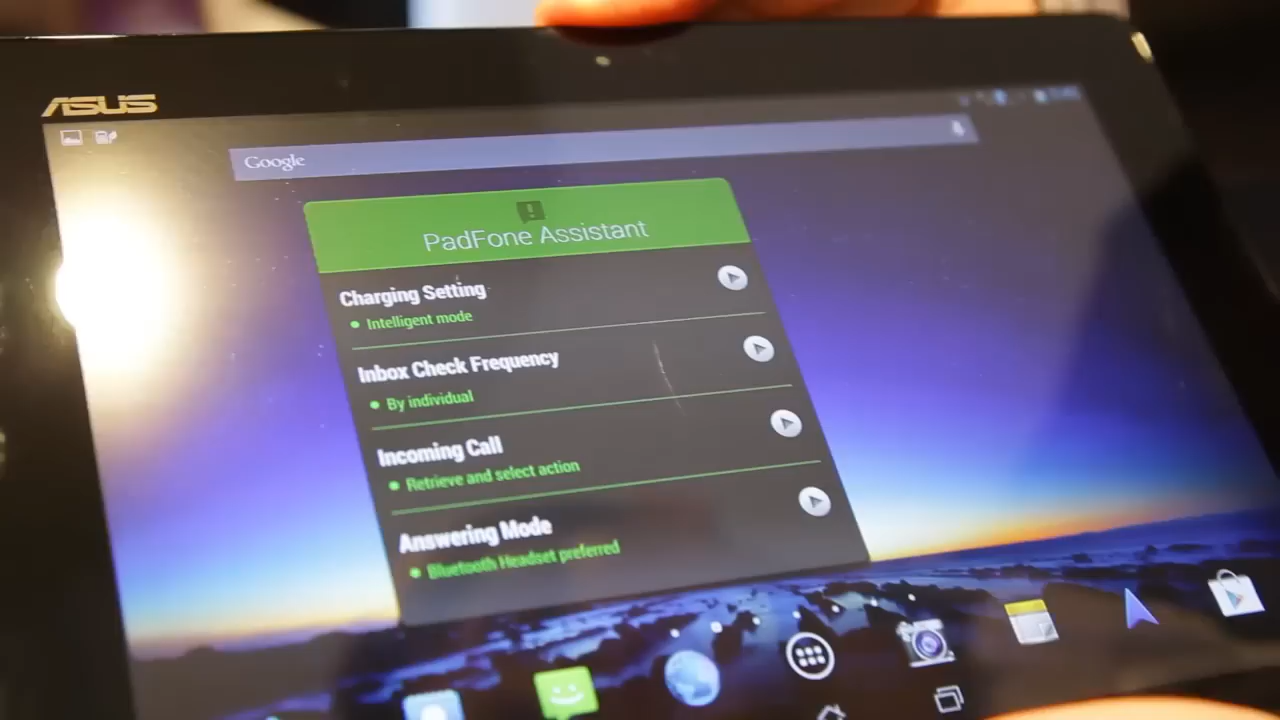 ASUS
Google
PadFone Assistant
Charging Setting
Intelligent mode
Inbox Check Frequency
By individual
Incoming Call
Retrieve and select action
Answering Mode
Bluetooth Headset preferred